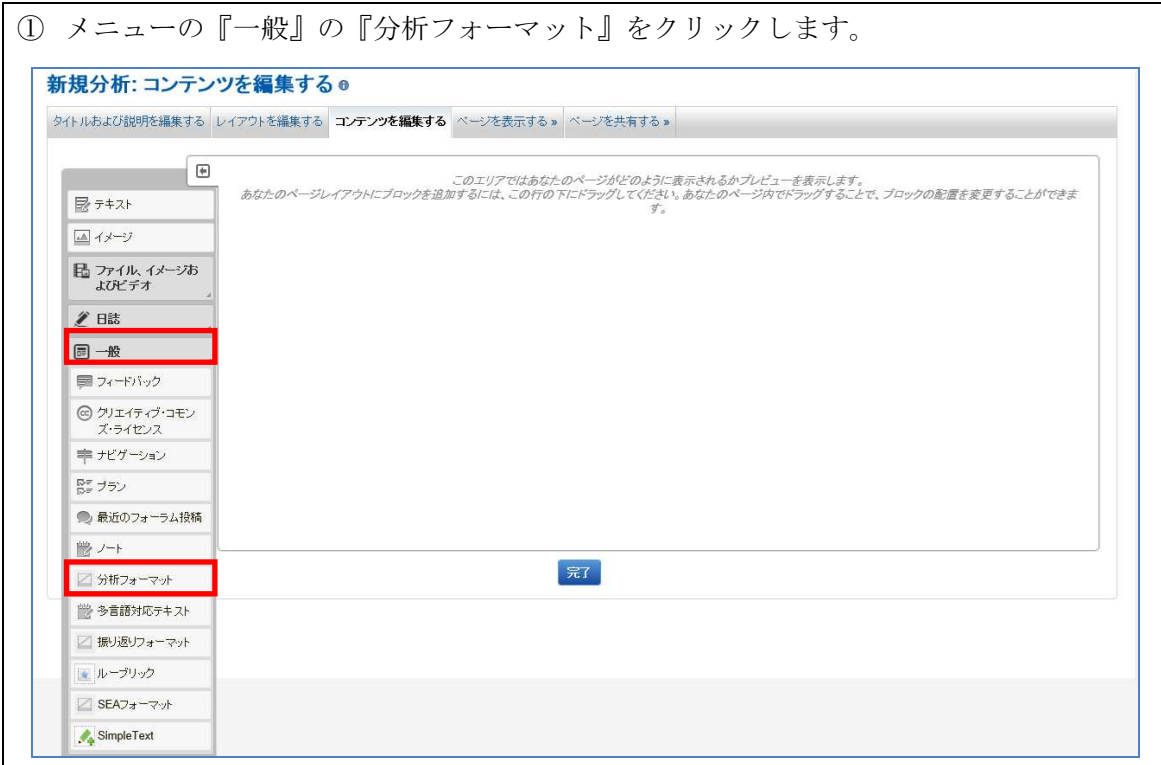 ① メニューの『一般』の『分析フォーマット』をクリックします。
新規分析: コンテンツを編集する
タイトルおよび説明を編集する レイアウトを編集する コンテンツを編集する ページを表示する » ページを共有する »
このエリアではあなたのページがどのように表示されるかプレビューを表示します。
あなたのページレイアウトにブロックを追加するには、この行の下にドラッグしてください。あなたのページ内でドラッグすることで、ブロックの配置を変更することができま
す。
テキスト
イメージ
ファイル、イメージお
よびビデオ
日誌
一般
フィードバック
クリエイティブ・コモン
ズ・ライセンス
ナビゲーション
プラン
最近のフォーラム投稿
ノート
分析フォーマット
完了
多言語対応テキスト
振り返りフォーマット
ルーブリック
SEAフォーマット
SimpleText